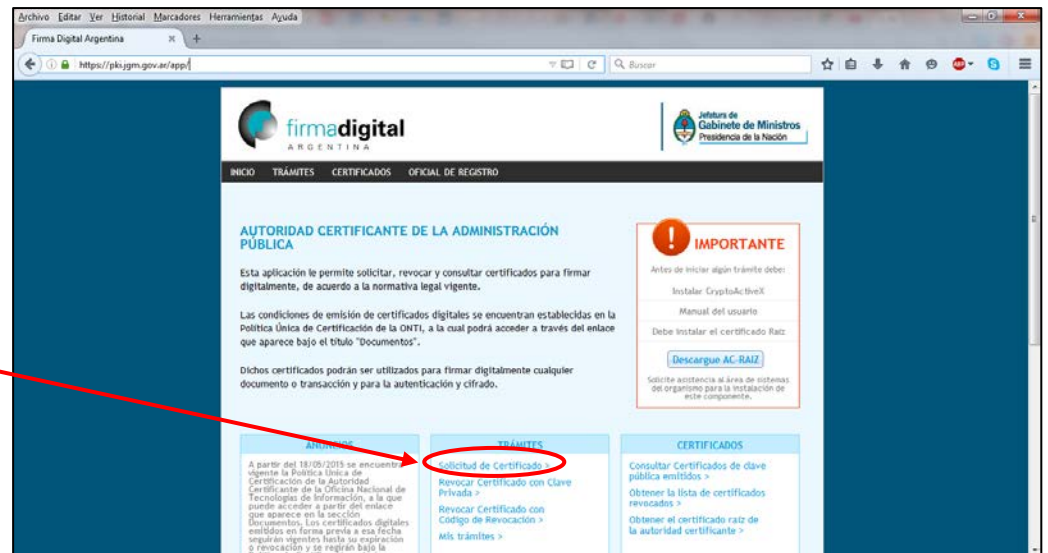 Archivo Editar Ver Historial Marcadores Herramientas Ayuda
Firma Digital Argentina
https://pki.jgm.gov.ar/app/
Buscar
firmadigital
ARGENTINA
Jefatura de
Gabinete de Ministros
Presidencia de la Nación
INICIO TRÁMITES CERTIFICADOS OFICIAL DE REGISTRO
AUTORIDAD CERTIFICANTE DE LA ADMINISTRACIÓN
PÚBLICA
Esta aplicación le permite solicitar, revocar y consultar certificados para firmar
digitalmente, de acuerdo a la normativa legal vigente.
Las condiciones de emisión de certificados digitales se encuentran establecidas en la
Política Única de Certificación de la ONTI, a la cual podrá acceder a través del enlace
que aparece bajo el título "Documentos".
Dichos certificados podrán ser utilizados para firmar digitalmente cualquier
documento o transacción y para la autenticación y cifrado.
IMPORTANTE
Antes de iniciar algún trámite debe:
Instalar CryptoActiveX
Manual del usuario
Debe instalar el certificado Raíz
Descargue AC-RAIZ
Solicite asistencia al área de sistemas
del organismo para la instalación de
este componente.
ANUNCIOS
A partir del 18/05/2015 se encuentra
vigente la Política Única de
Certificación de la Autoridad
Certificante de la Oficina Nacional de
Tecnologías de Información, a la que
puede acceder a partir del enlace
que aparece en la sección
Documentos. Los certificados digitales
emitidos en forma previa a esa fecha
seguirán vigentes hasta su expiración
o revocación y se regirán bajo la
TRÁMITES
Solicitud de Certificado >
Revocar Certificado con Clave
Privada >
Revocar Certificado con
Código de Revocación >
Mis trámites >
CERTIFICADOS
Consultar Certificados de clave
pública emitidos >
Obtener la lista de certificados
revocados >
Obtener el certificado raíz de
la autoridad certificante >